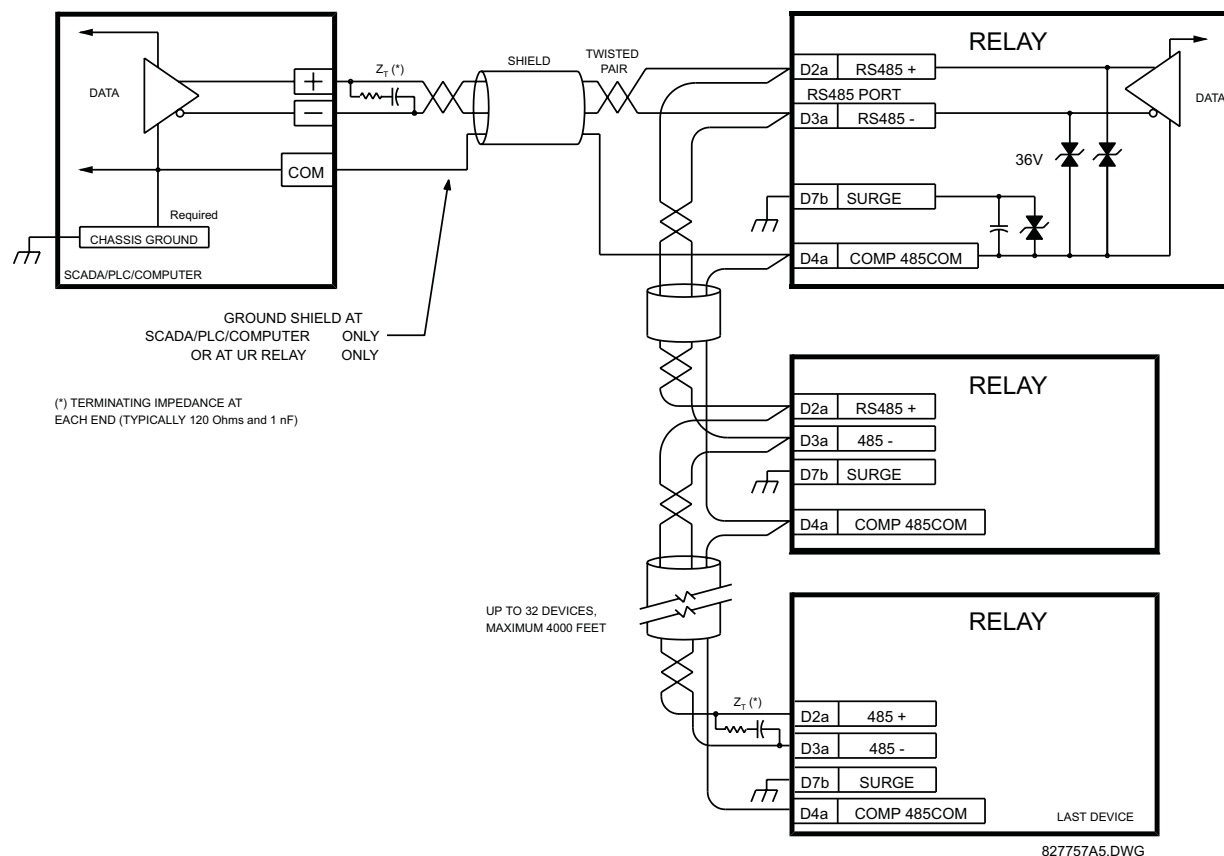 DATA
+
−
COM
Required
CHASSIS GROUND
SCADA/PLC/COMPUTER
ZT (*)
SHIELD
TWISTED
PAIR
GROUND SHIELD AT
SCADA/PLC/COMPUTER ONLY
OR AT UR RELAY ONLY
(*) TERMINATING IMPEDANCE AT
EACH END (TYPICALLY 120 Ohms and 1 nF)
RELAY
D2a RS485 +
RS485 PORT
D3a RS485 -
DATA
36V
D7b SURGE
D4a COMP 485COM
RELAY
D2a RS485 +
D3a 485 -
D7b SURGE
D4a COMP 485COM
UP TO 32 DEVICES,
MAXIMUM 4000 FEET
RELAY
ZT (*)
D2a 485 +
D3a 485 -
D7b SURGE
D4a COMP 485COM
LAST DEVICE
827757A5.DWG